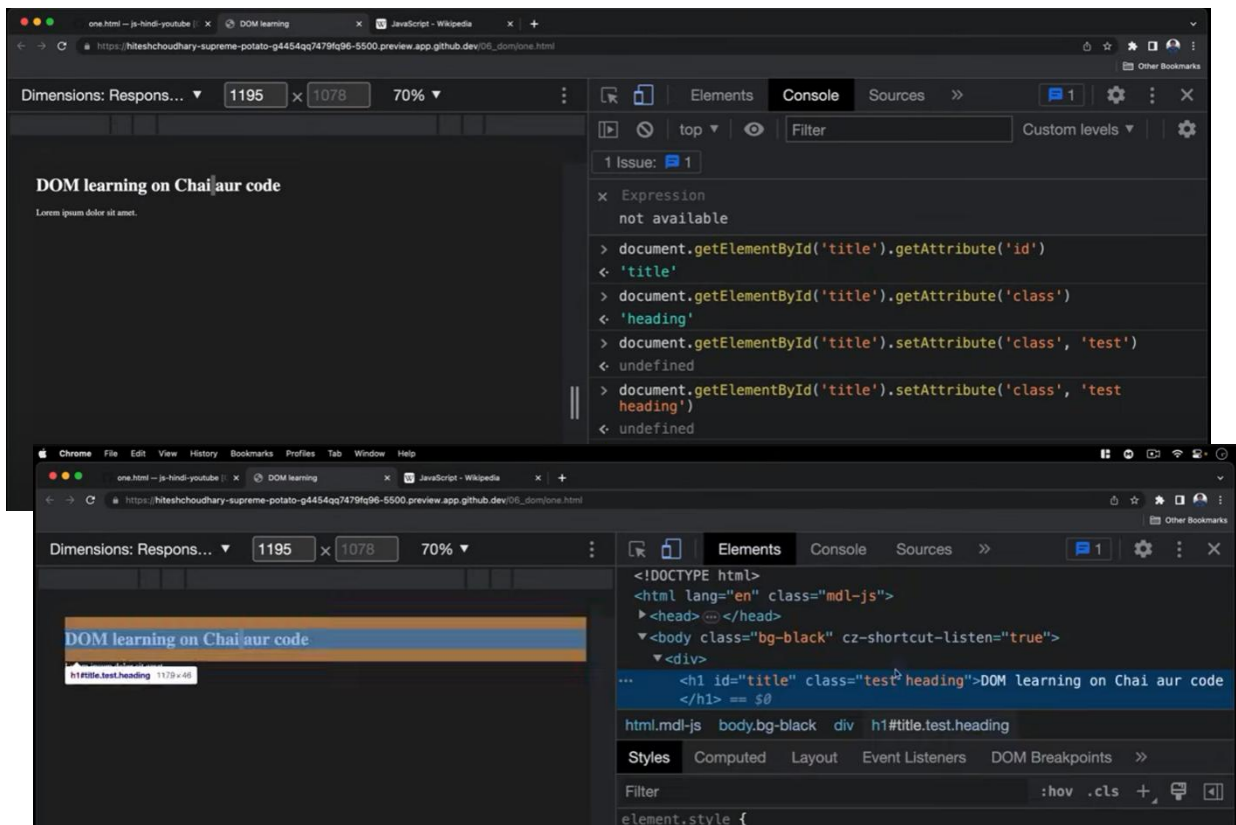 one.html — js-hindi-youtube [ × DOM learning × W JavaScript - Wikipedia × +
https://hiteshchoudhary-supreme-potato-g4454qq7479fq96-5500.preview.app.github.dev/06_dom/one.html
Other Bookmarks
Dimensions: Respons... ▼ 1195 × 1078 70% ▼
Elements Console Sources » 1
top ▼ Filter Custom levels ▼
1 Issue: 1
DOM learning on Chai aur code
Lorem ipsum dolor sit amet.
× Expression
not available
> document.getElementById('title').getAttribute('id')
'title'
> document.getElementById('title').getAttribute('class')
'heading'
> document.getElementById('title').setAttribute('class', 'test')
undefined
> document.getElementById('title').setAttribute('class', 'test
heading')
undefined
Chrome File Edit View History Bookmarks Profiles Tab Window Help
one.html — js-hindi-youtube [ × DOM learning × W JavaScript - Wikipedia × +
https://hiteshchoudhary-supreme-potato-g4454qq7479fq96-5500.preview.app.github.dev/06_dom/one.html
Other Bookmarks
Dimensions: Respons... ▼ 1195 × 1078 70% ▼
Elements Console Sources » 1
DOM learning on Chai aur code
h1#title.test.heading 1179 × 46
<!DOCTYPE html>
<html lang="en" class="mdl-js">
▶<head>…</head>
▼<body class="bg-black" cz-shortcut-listen="true">
▼<div>
… <h1 id="title" class="test heading">DOM learning on Chai aur code
</h1> == $0
html.mdl-js body.bg-black div h1#title.test.heading
Styles Computed Layout Event Listeners DOM Breakpoints »
Filter :hov .cls +
element.style {